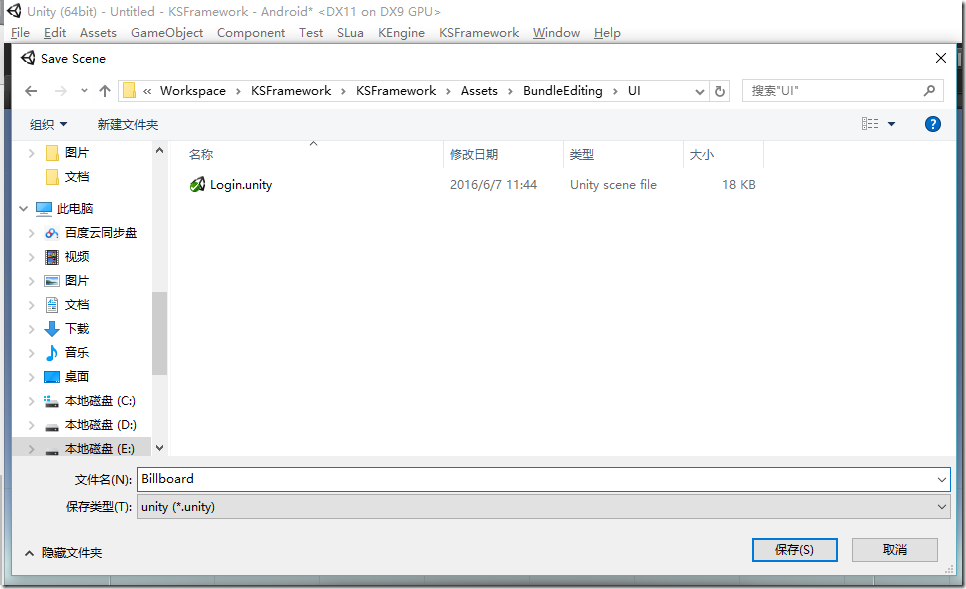 Unity (64bit) - Untitled - KSFramework - Android* <DX11 on DX9 GPU>
File Edit Assets GameObject Component Test SLua KEngine KSFramework Window Help
Save Scene
« Workspace › KSFramework › KSFramework › Assets › BundleEditing › UI
搜索"UI"
组织 新建文件夹
名称 修改日期 类型 大小
Login.unity 2016/6/7 11:44 Unity scene file 18 KB
图片
文档
此电脑
百度云同步盘
视频
图片
文档
下载
音乐
桌面
本地磁盘 (C:)
本地磁盘 (D:)
本地磁盘 (E:)
文件名(N): Billboard
保存类型(T): unity (*.unity)
隐藏文件夹 保存(S) 取消